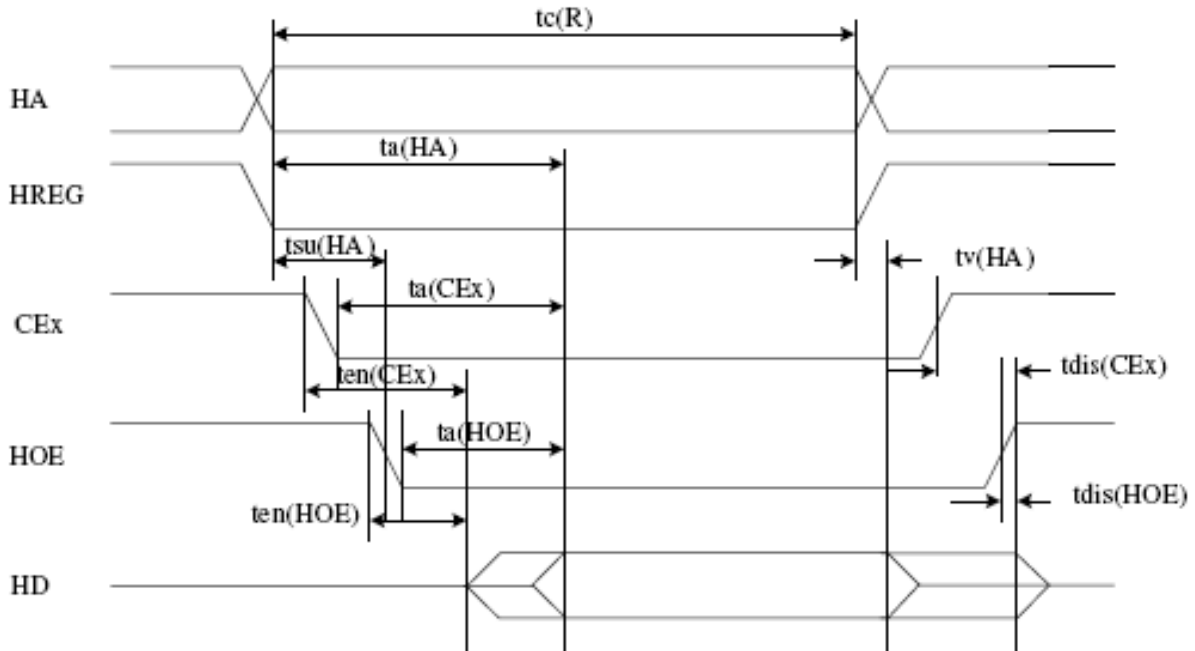 tc(R)
HA
ta(HA)
HREG
tsu(HA)
tv(HA)
ta(CEx)
CEx
tdis(CEx)
ten(CEx)
ta(HOE)
HOE
tdis(HOE)
ten(HOE)
HD